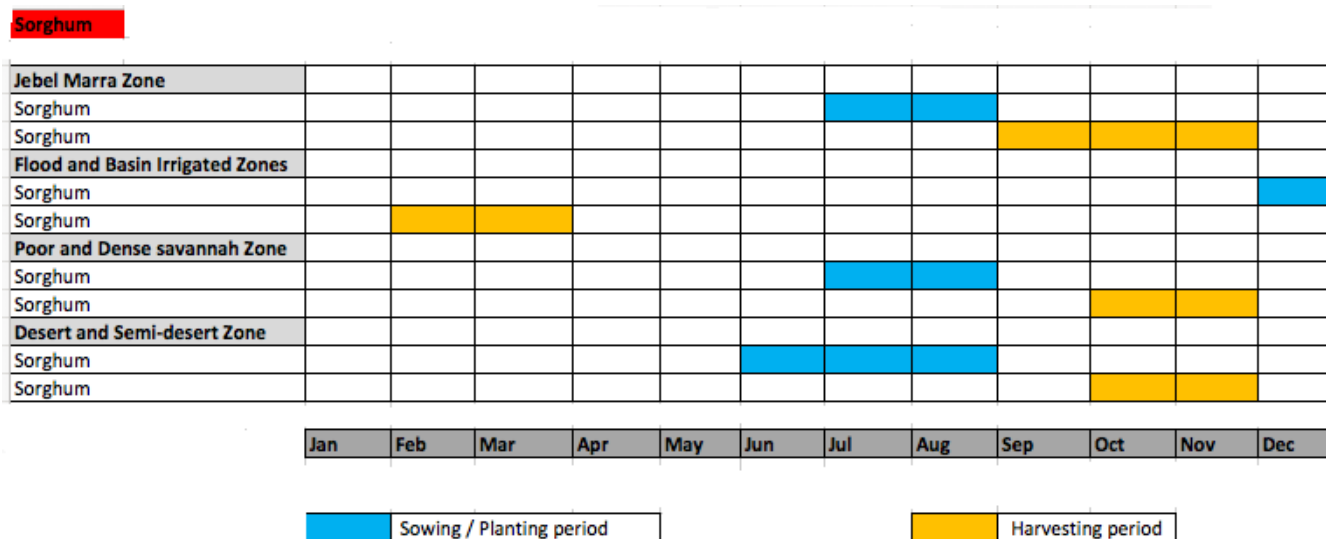 Sorghum
Jebel Marra Zone
Sorghum
Sorghum
Flood and Basin Irrigated Zones
Sorghum
Sorghum
Poor and Dense savannah Zone
Sorghum
Sorghum
Desert and Semi-desert Zone
Sorghum
Sorghum
Jan Feb Mar Apr May Jun Jul Aug Sep Oct Nov Dec
Sowing / Planting period Harvesting period